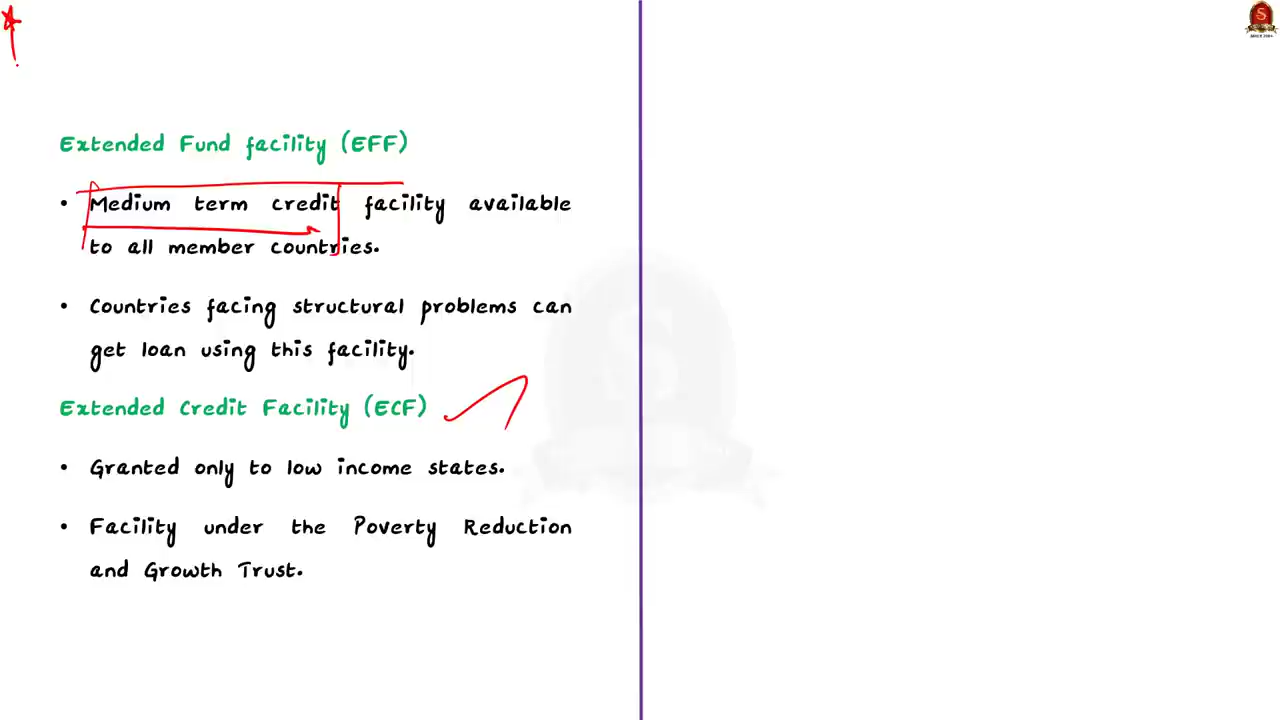 Extended Fund facility (EFF)
• Medium term credit facility available
to all member countries.
• Countries facing structural problems can
get loan using this facility.
Extended Credit Facility (ECF)
• Granted only to low income states.
• Facility under the Poverty Reduction
and Growth Trust.